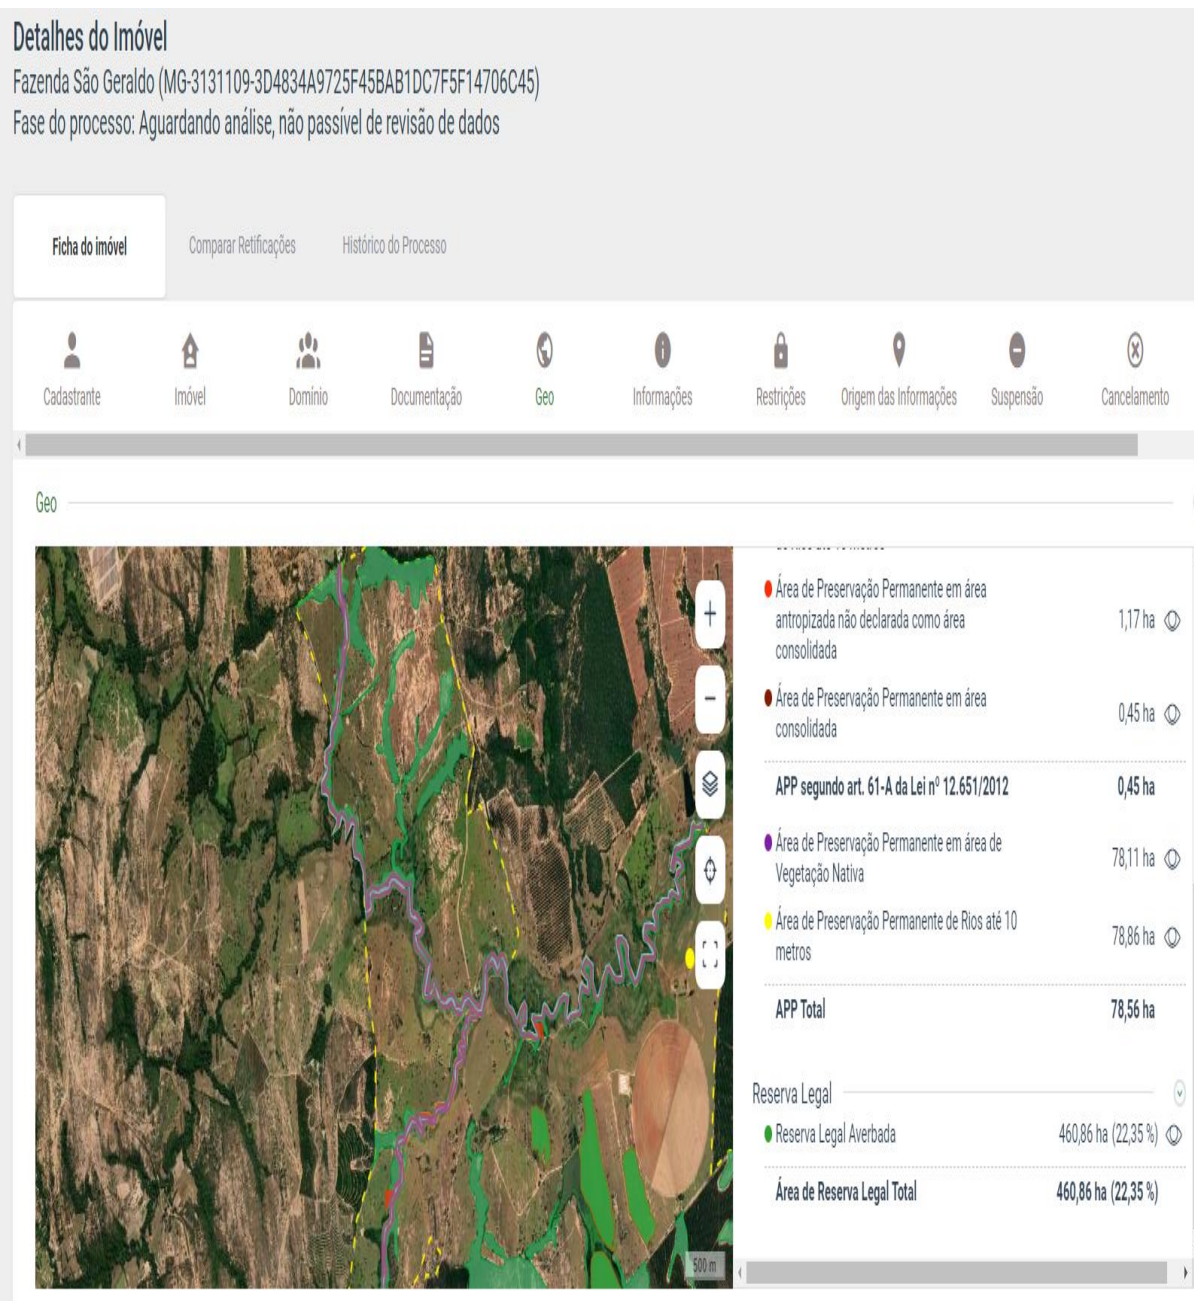 Detalhes do Imóvel
Fazenda São Geraldo (MG-3131109-3D4834A9725F45BAB1DC7F5F14706C45)
Fase do processo: Aguardando análise, não passível de revisão de dados
Ficha do imóvel Comparar Retificações Histórico do Processo
Cadastrante Imóvel Domínio Documentação Geo Informações Restrições Origem das Informações Suspensão Cancelamento
Geo
Área de Preservação Permanente em área
antropizada não declarada como área 1,17 ha
consolidada
Área de Preservação Permanente em área
consolidada 0,45 ha
APP segundo art. 61-A da Lei nº 12.651/2012 0,45 ha
Área de Preservação Permanente em área de
Vegetação Nativa 78,11 ha
Área de Preservação Permanente de Rios até 10
metros 78,86 ha
APP Total 78,56 ha
Reserva Legal
Reserva Legal Averbada 460,86 ha (22,35 %)
Área de Reserva Legal Total 460,86 ha (22,35 %)
500 m